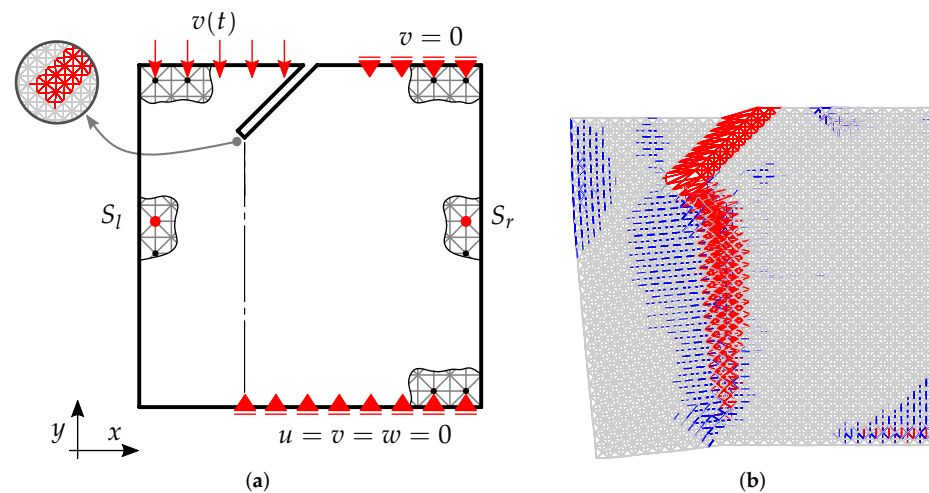 v(t)
v = 0
S_l
S_r
y
x
u = v = w = 0
(a)
(b)